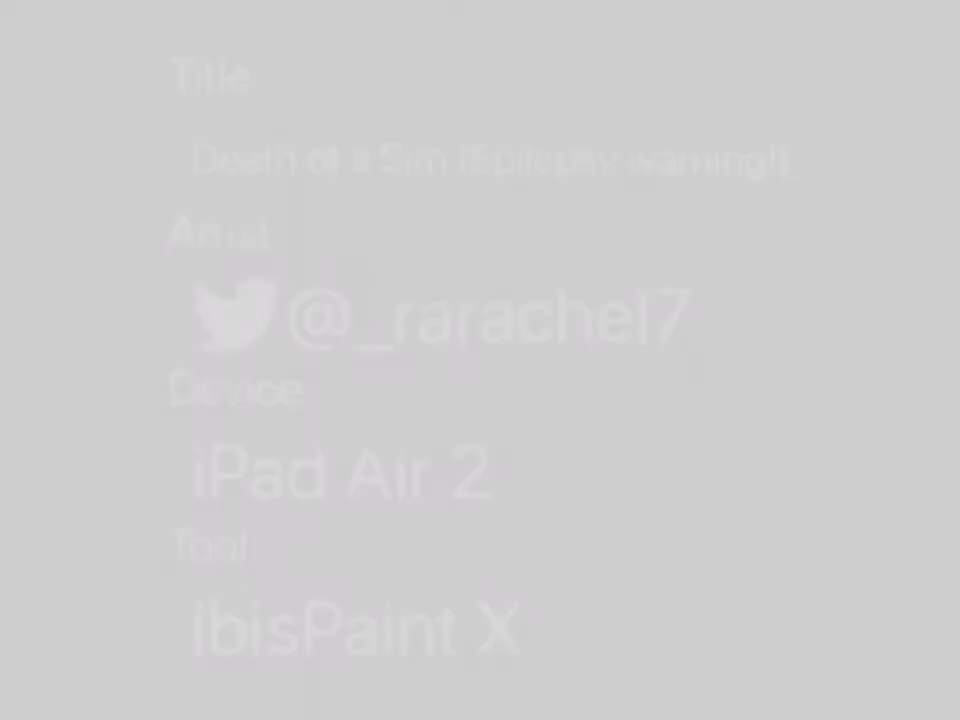 Title
Death of a Sim (Epilepsy warning!)
Artist
@_rarachel7
Device
iPad Air 2
Tool
ibisPaint X